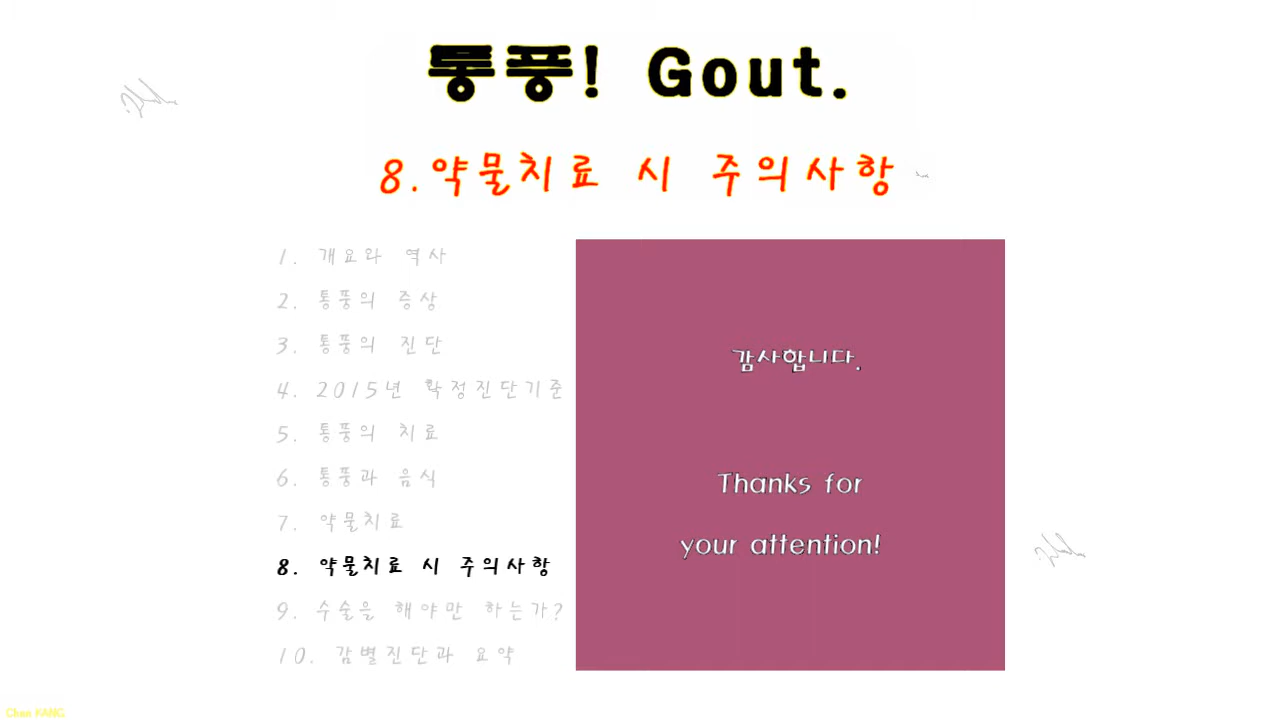 통풍! Gout.
8.약물치료 시 주의사항
1. 개요와 역사
2. 통풍의 증상
3. 통풍의 진단
4. 2015년 확정진단기준
5. 통풍의 치료
6. 통풍과 음식
7. 약물치료
8. 약물치료 시 주의사항
9. 수술을 해야만 하는가?
10. 감별진단과 요약
감사합니다.
Thanks for
your attention!
Chen KANG.